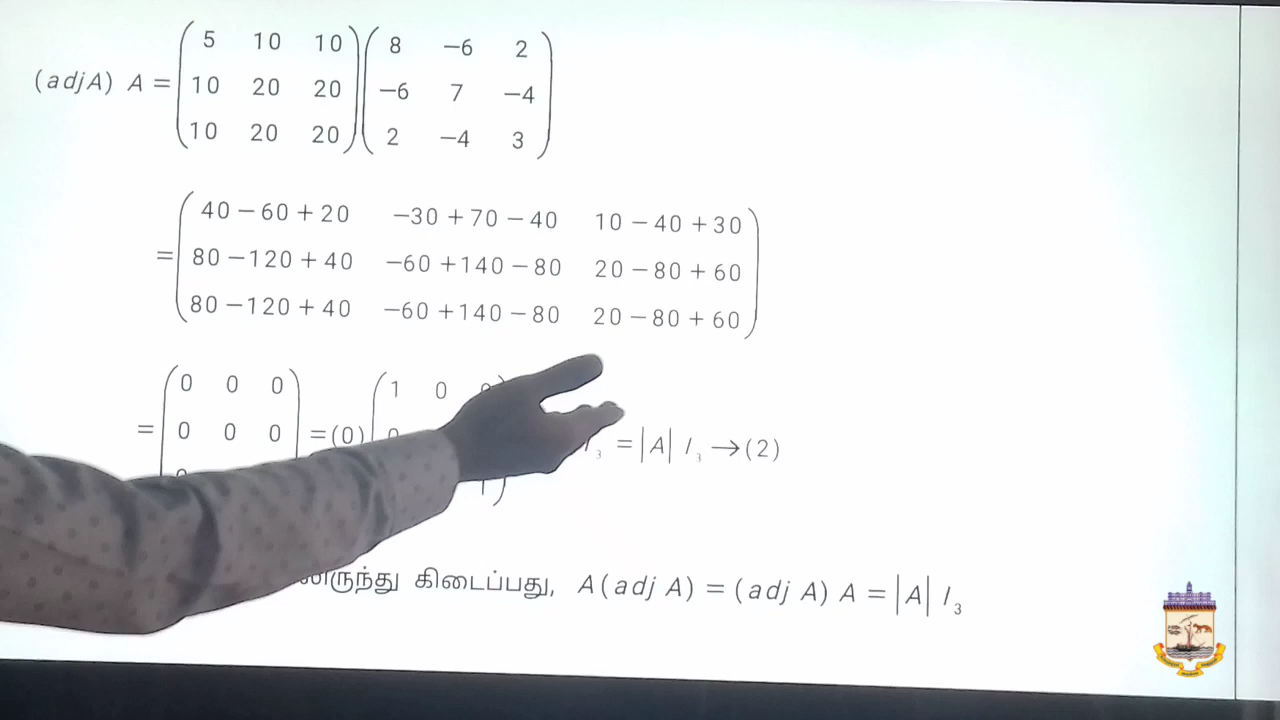 (adjA) A = ( 5 10 10 ) ( 8 −6 2 )
10 20 20 −6 7 −4
10 20 20 2 −4 3
= ( 40 − 60 + 20 −30 + 70 − 40 10 − 40 + 30 )
80 − 120 + 40 −60 + 140 − 80 20 − 80 + 60
80 − 120 + 40 −60 + 140 − 80 20 − 80 + 60
= ( 0 0 0 ) = (0) ( 1 0
0 0 0 = |A| I₃ → (2)
கிடைப்பது, A(adj A) = (adj A) A = |A| I₃